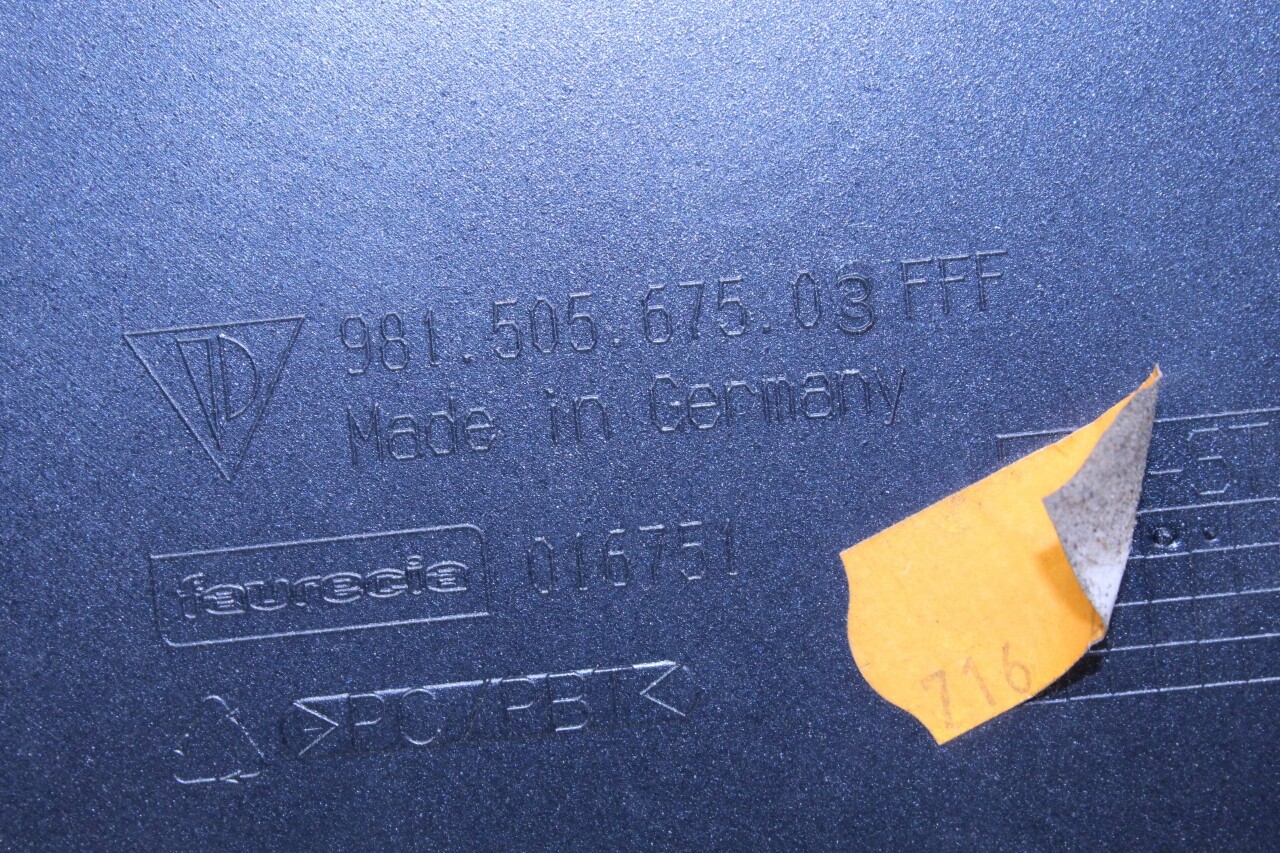 981.505.675.03 FFF
Made in Germany
faurecia 016751
>PC/PBT<
716